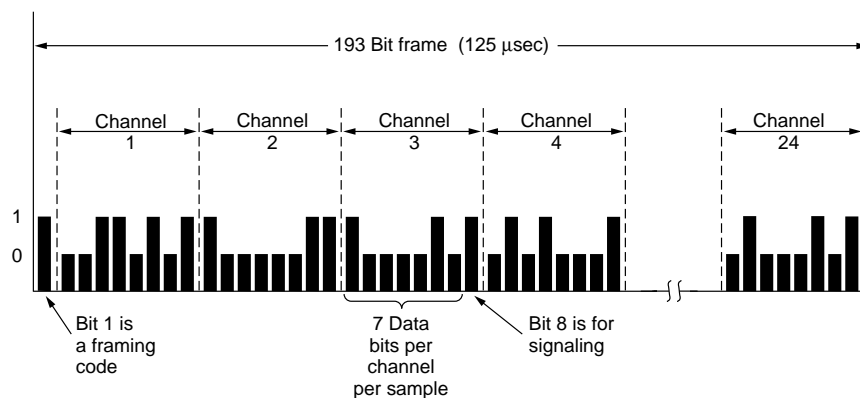 193 Bit frame (125 μsec)
Channel
1
Channel
2
Channel
3
Channel
4
Channel
24
1
0
Bit 1 is
a framing
code
7 Data
bits per
channel
per sample
Bit 8 is for
signaling